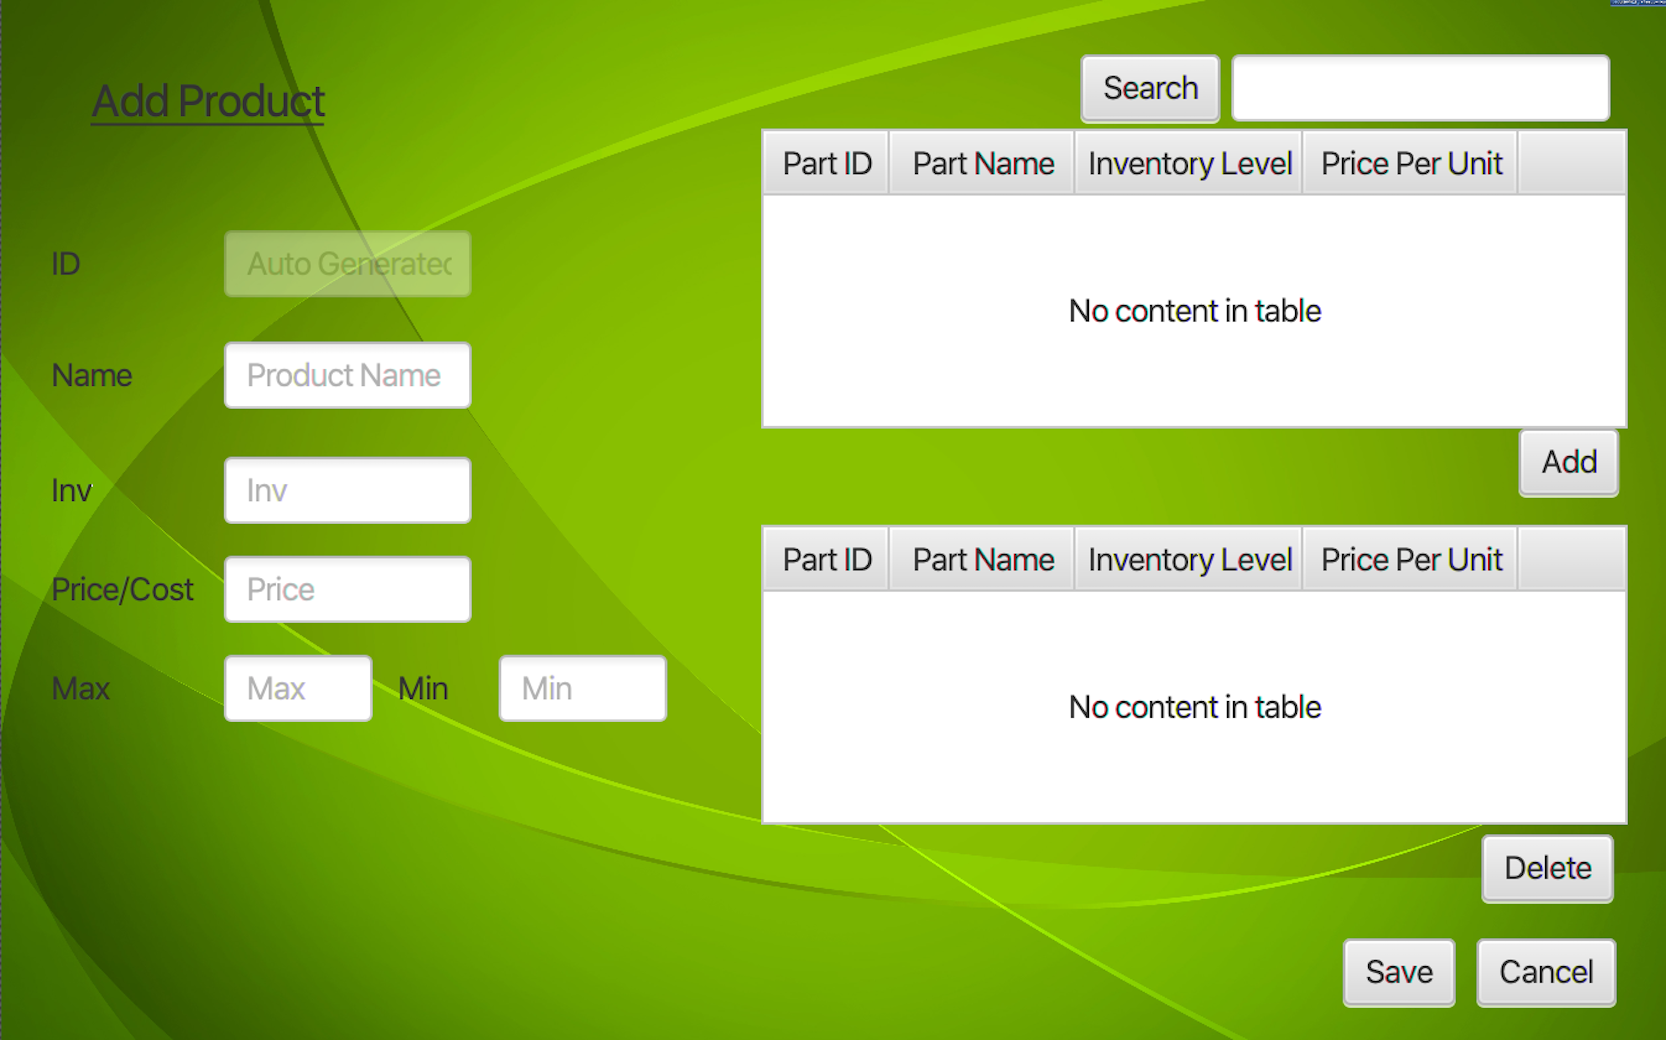 Add Product
ID
Auto Generated
Name
Product Name
Inv
Inv
Price/Cost
Price
Max
Max
Min
Min
Search
Part ID Part Name Inventory Level Price Per Unit
No content in table
Add
Part ID Part Name Inventory Level Price Per Unit
No content in table
Delete
Save Cancel